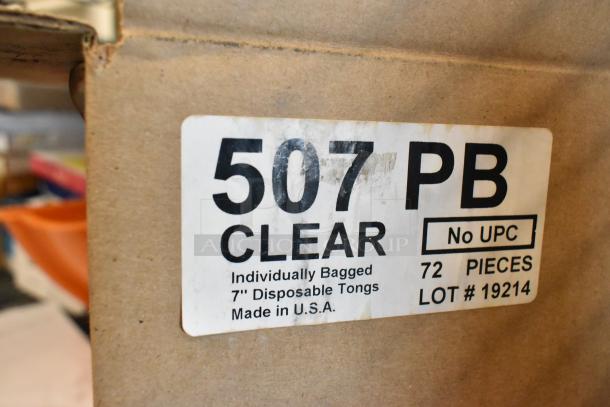 507 PB
CLEAR
No UPC
Individually Bagged
7" Disposable Tongs
Made in U.S.A.
72 PIECES
LOT # 19214